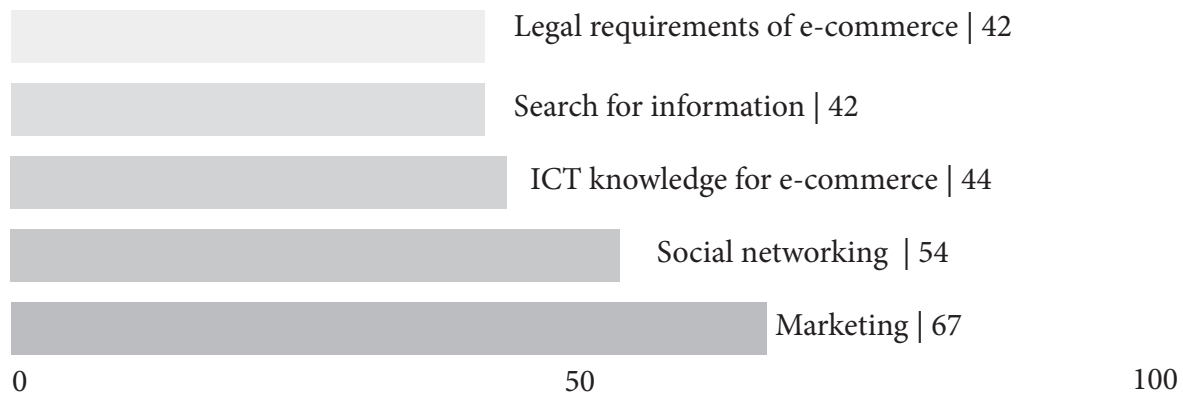 Legal requirements of e-commerce | 42
Search for information | 42
ICT knowledge for e-commerce | 44
Social networking | 54
Marketing | 67
0 50 100